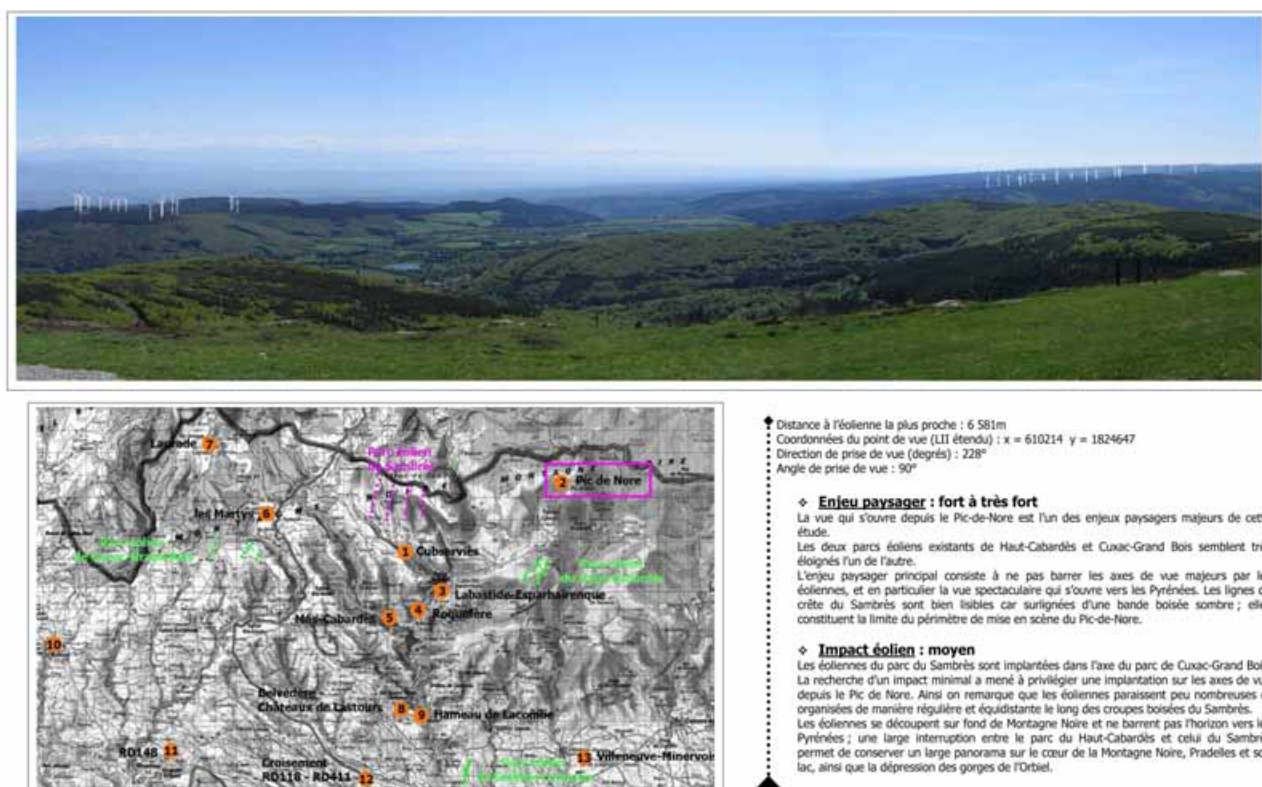 Laurade
7
Parc éolien
du Sambrès
2
Pic de Nore
les Martys
6
1
Cubserviès
3
Labastide-Esparbairenque
4
Roquefère
5
Mas-Cabardès
10
Belvédère
Châteaux de Lastours
8
9
Hameau de Lacombe
RD148
11
Croisement
RD118 - RD411
12
13
Villeneuve-Minervois
Distance à l'éolienne la plus proche : 6 581m
Coordonnées du point de vue (LII étendu) : x = 610214 y = 1824647
Direction de prise de vue (degrés) : 228°
Angle de prise de vue : 90°
Enjeu paysager : fort à très fort
La vue qui s'ouvre depuis le Pic-de-Nore est l'un des enjeux paysagers majeurs de cett
étude.
Les deux parcs éoliens existants de Haut-Cabardès et Cuxac-Grand Bois semblent trè
éloignés l'un de l'autre.
L'enjeu paysager principal consiste à ne pas barrer les axes de vue majeurs par le
éoliennes, et en particulier la vue spectaculaire qui s'ouvre vers les Pyrénées. Les lignes d
crête du Sambrès sont bien lisibles car surlignées d'une bande boisée sombre ; elle
constituent la limite du périmètre de mise en scène du Pic-de-Nore.
Impact éolien : moyen
Les éoliennes du parc du Sambrès sont implantées dans l'axe du parc de Cuxac-Grand Boi
La recherche d'un impact minimal a mené à privilégier une implantation sur les axes de vu
depuis le Pic de Nore. Ainsi on remarque que les éoliennes paraissent peu nombreuses
organisées de manière régulière et équidistante le long des croupes boisées du Sambrès.
Les éoliennes se découpent sur fond de Montagne Noire et ne barrent pas l'horizon vers le
Pyrénées ; une large interruption entre le parc du Haut-Cabardès et celui du Sambrè
permet de conserver un large panorama sur le cœur de la Montagne Noire, Pradelles et so
lac, ainsi que la dépression des gorges de l'Orbiel.